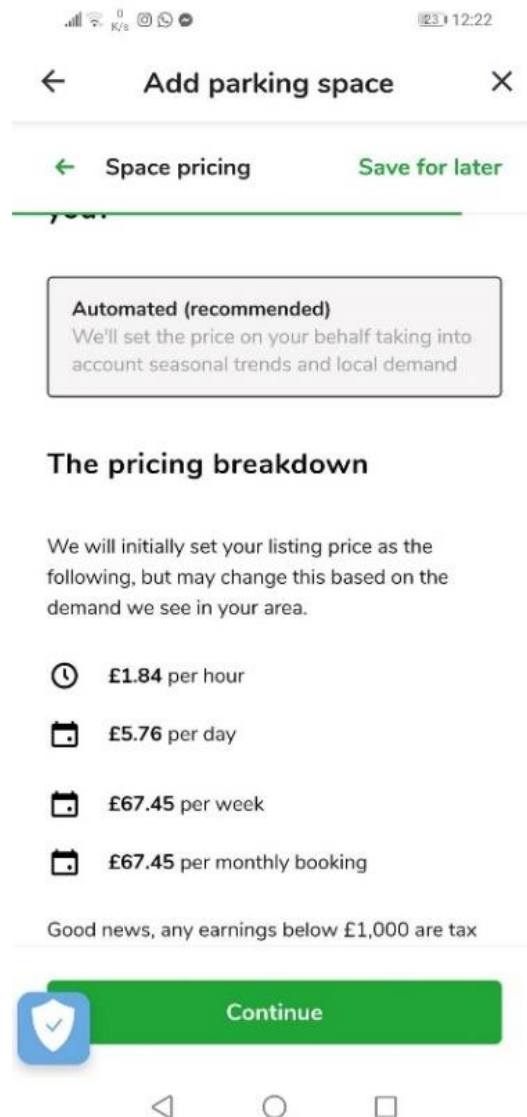 0
K/s
23 12:22
Add parking space
Space pricing
Save for later
you?
Automated (recommended)
We'll set the price on your behalf taking into
account seasonal trends and local demand
The pricing breakdown
We will initially set your listing price as the
following, but may change this based on the
demand we see in your area.
£1.84 per hour
£5.76 per day
£67.45 per week
£67.45 per monthly booking
Good news, any earnings below £1,000 are tax
Continue